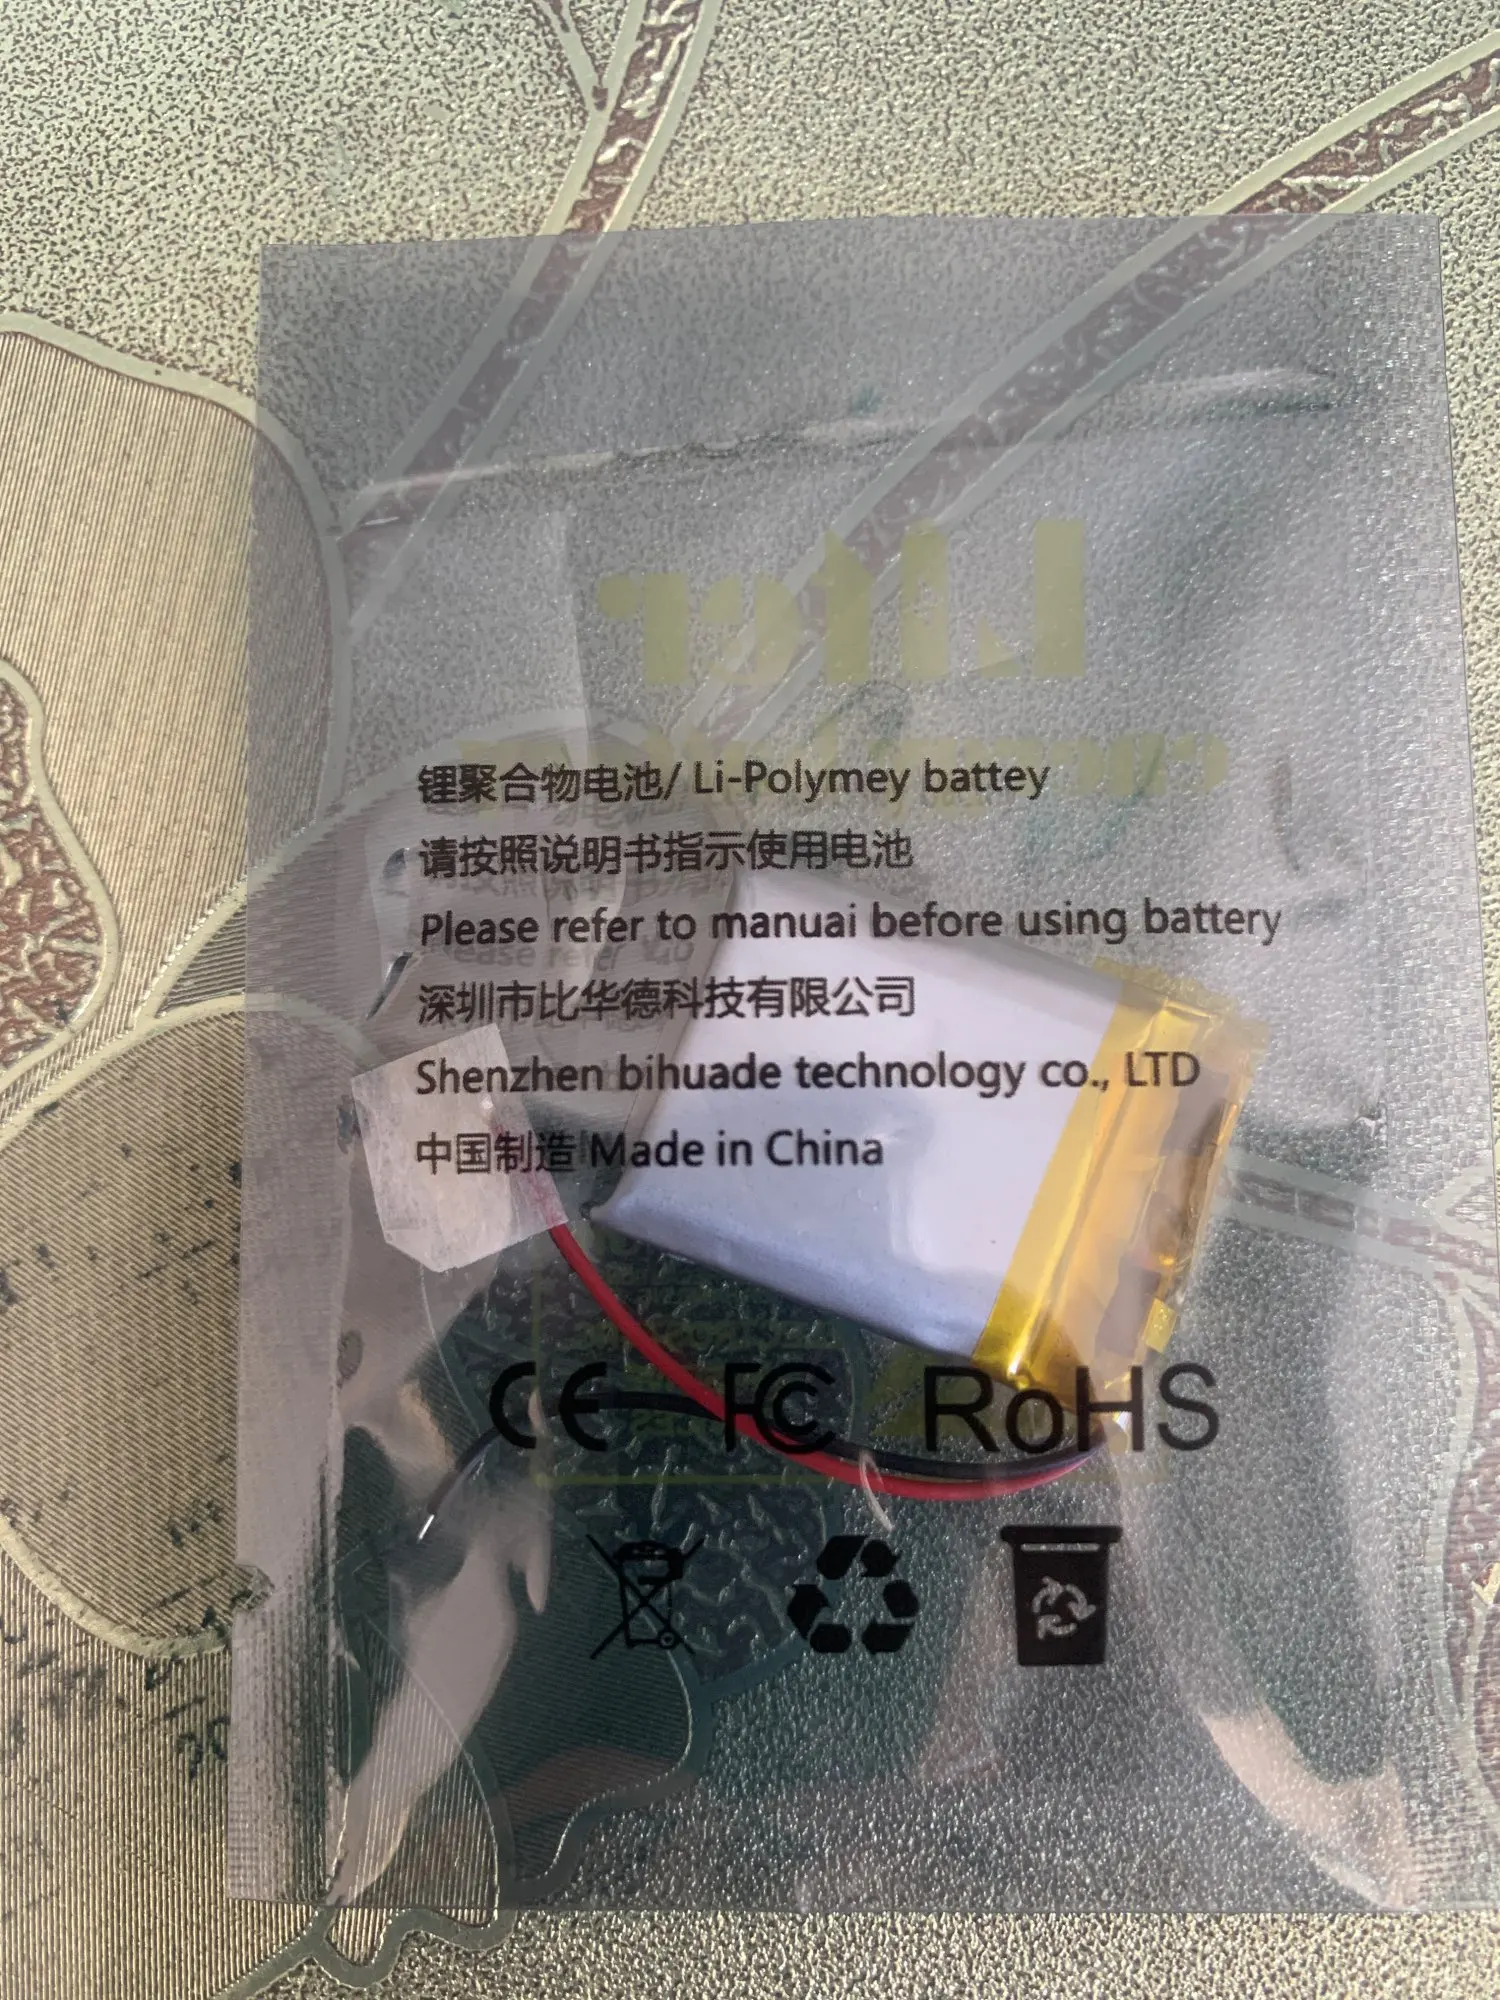 锂聚合物电池/ Li-Polymey battey
请按照说明书指示使用电池
Please refer to manuai before using battery
深圳市比华德科技有限公司
Shenzhen bihuade technology co., LTD
中国制造 Made in China
CE FC RoHS